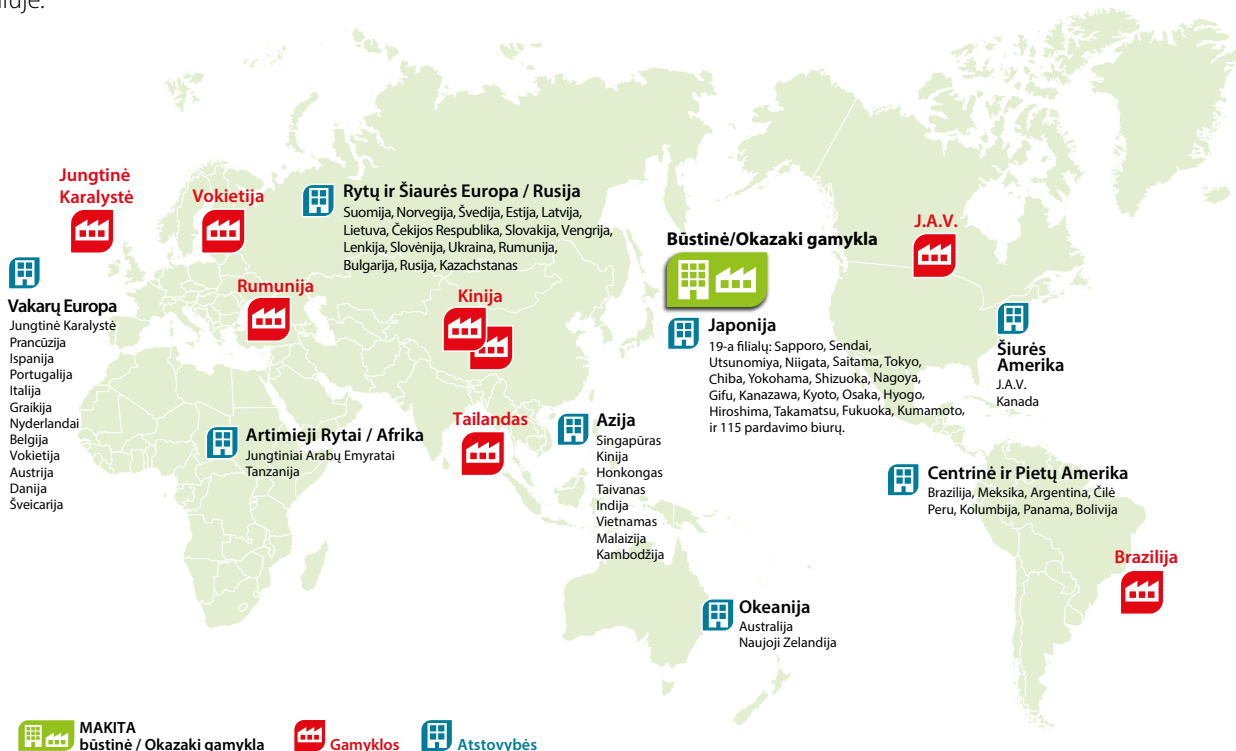 Jungtinė
Karalystė
Vokietija
Rytų ir Šiaurės Europa / Rusija
Suomija, Norvegija, Švedija, Estija, Latvija,
Lietuva, Čekijos Respublika, Slovakija, Vengrija,
Lenkija, Slovėnija, Ukraina, Rumunija,
Bulgarija, Rusija, Kazachstanas
Būstinė/Okazaki gamykla
J.A.V.
Vakarų Europa
Jungtinė Karalystė
Prancūzija
Ispanija
Portugalija
Italija
Graikija
Nyderlandai
Belgija
Vokietija
Austrija
Danija
Šveicarija
Rumunija
Kinija
Japonija
19-a filialų: Sapporo, Sendai,
Utsunomiya, Niigata, Saitama, Tokyo,
Chiba, Yokohama, Shizuoka, Nagoya,
Gifu, Kanazawa, Kyoto, Osaka, Hyogo,
Hiroshima, Takamatsu, Fukuoka, Kumamoto,
ir 115 pardavimo biurų.
Šiurės
Amerika
J.A.V.
Kanada
Artimieji Rytai / Afrika
Jungtiniai Arabų Emyratai
Tanzanija
Tailandas
Azija
Singapūras
Kinija
Honkongas
Taivanas
Indija
Vietnamas
Malaizija
Kambodžija
Centrinė ir Pietų Amerika
Brazilija, Meksika, Argentina, Čilė
Peru, Kolumbija, Panama, Bolivija
Brazilija
Okeanija
Australija
Naujoji Zelandija
MAKITA
būstinė / Okazaki gamykla
Gamyklos
Atstovybės